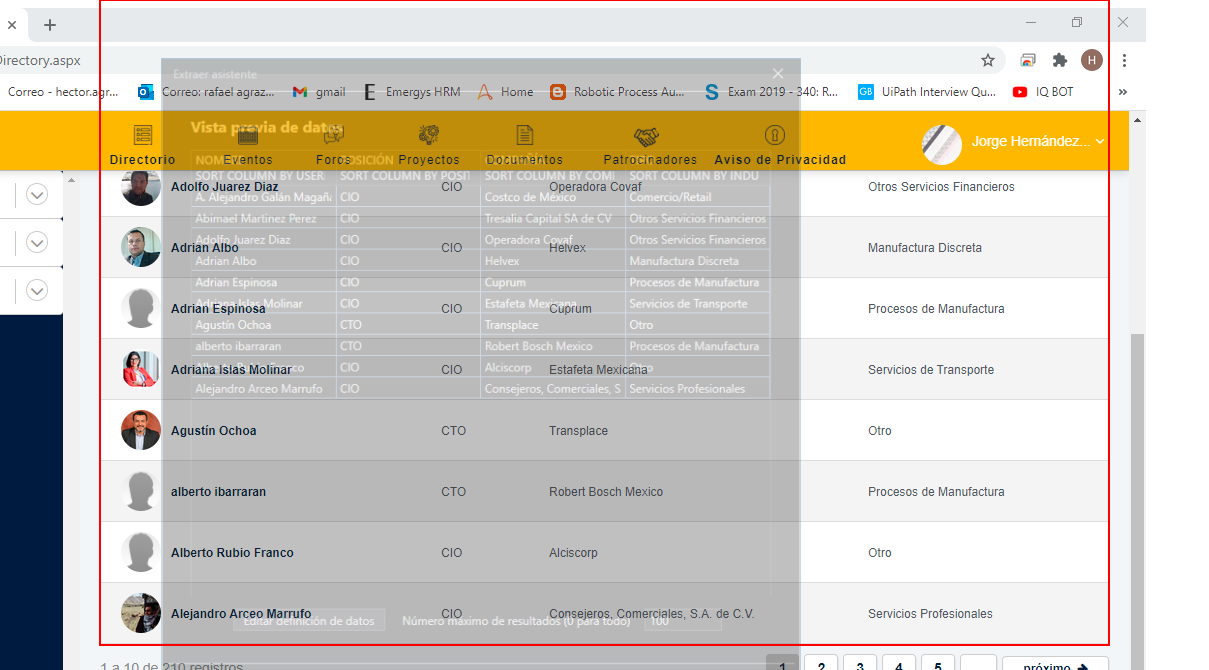 Directory.aspx
H
Correo - hector.agr...
Correo: rafael agraz...
gmail
Emergys HRM
Home
Robotic Process Au...
Exam 2019 - 340: R...
UiPath Interview Qu...
IQ BOT
»
Extraer asistente
Vista previa de datos
Jorge Hernández...
Directorio
Eventos
Foros
Proyectos
Documentos
Patrocinadores
Aviso de Privacidad
SORT COLUMN BY USER
SORT COLUMN BY POSIT
SORT COLUMN BY COMI
SORT COLUMN BY INDU
A. Alejandro Galán Magaña
CIO
Costco de México
Comercio/Retail
Abimael Martinez Perez
CIO
Tresalia Capital SA de CV
Otros Servicios Financieros
Adolfo Juarez Diaz
CIO
Operadora Covaf
Otros Servicios Financieros
Adrian Albo
CIO
Helvex
Manufactura Discreta
Adrian Espinosa
CIO
Cuprum
Procesos de Manufactura
Adriana Islas Molinar
CIO
Estafeta Mexicana
Servicios de Transporte
Agustín Ochoa
CTO
Transplace
Otro
alberto ibarraran
CTO
Robert Bosch Mexico
Procesos de Manufactura
Alberto Rubio Franco
CIO
Alciscorp
Otro
Alejandro Arceo Marrufo
CIO
Consejeros, Comerciales, S
Servicios Profesionales
Adolfo Juarez Diaz
CIO
Operadora Covaf
Otros Servicios Financieros
Adrian Albo
CIO
Helvex
Manufactura Discreta
Adrian Espinosa
CIO
Cuprum
Procesos de Manufactura
Adriana Islas Molinar
CIO
Estafeta Mexicana
Servicios de Transporte
Agustín Ochoa
CTO
Transplace
Otro
alberto ibarraran
CTO
Robert Bosch Mexico
Procesos de Manufactura
Alberto Rubio Franco
CIO
Alciscorp
Otro
Alejandro Arceo Marrufo
CIO
Consejeros, Comerciales, S.A. de C.V.
Servicios Profesionales
Editar definición de datos
Número máximo de resultados (0 para todo)
100
1 a 10 de 210 registros
1
2
3
4
5
próximo